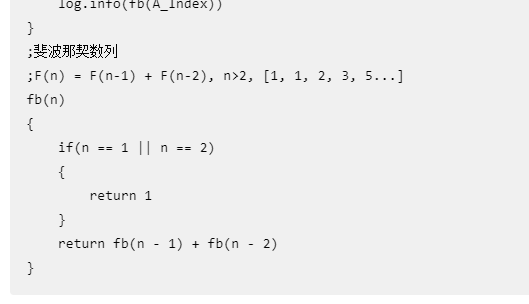 log.info(fb(A_Index))
}
;斐波那契数列
;F(n) = F(n-1) + F(n-2), n>2, [1, 1, 2, 3, 5...]
fb(n)
{
    if(n == 1 || n == 2)
    {
        return 1
    }
    return fb(n - 1) + fb(n - 2)
}